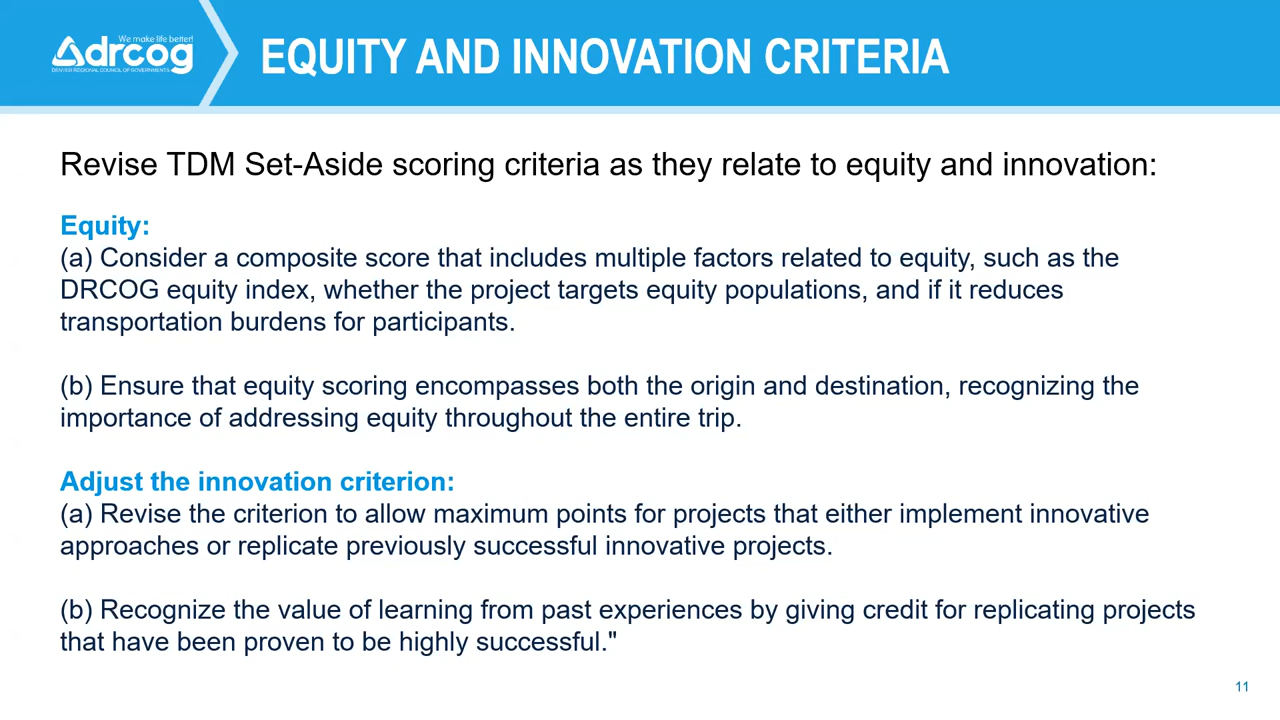 We make life better!
drcog
DENVER REGIONAL COUNCIL OF GOVERNMENTS
EQUITY AND INNOVATION CRITERIA
Revise TDM Set-Aside scoring criteria as they relate to equity and innovation:
Equity:
(a) Consider a composite score that includes multiple factors related to equity, such as the
DRCOG equity index, whether the project targets equity populations, and if it reduces
transportation burdens for participants.
(b) Ensure that equity scoring encompasses both the origin and destination, recognizing the
importance of addressing equity throughout the entire trip.
Adjust the innovation criterion:
(a) Revise the criterion to allow maximum points for projects that either implement innovative
approaches or replicate previously successful innovative projects.
(b) Recognize the value of learning from past experiences by giving credit for replicating projects
that have been proven to be highly successful."
11